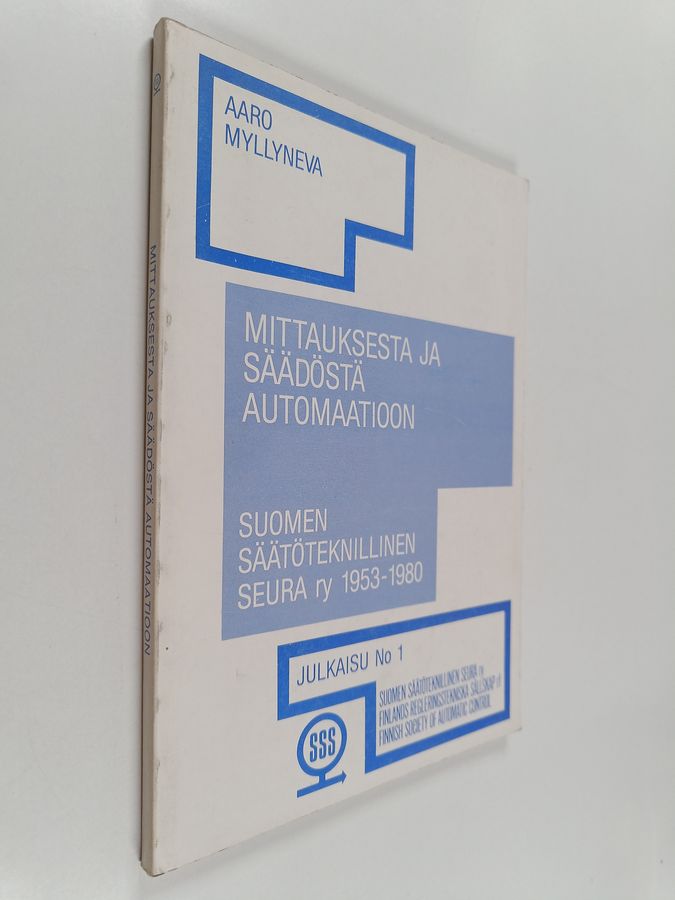 AARO
MYLLYNEVA
MITTAUKSESTA JA
SÄÄDÖSTÄ
AUTOMAATIOON
SUOMEN
SÄÄTÖTEKNILLINEN
SEURA ry 1953-1980
JULKAISU No 1
SUOMEN SÄÄTÖTEKNILLINEN SEURA ry
FINLANDS REGLERINGSTEKNISKA SÄLLSKAP rf
FINNISH SOCIETY OF AUTOMATIC CONTROL
SSS
MITTAUKSESTA JA SÄÄDÖSTÄ AUTOMAATIOON